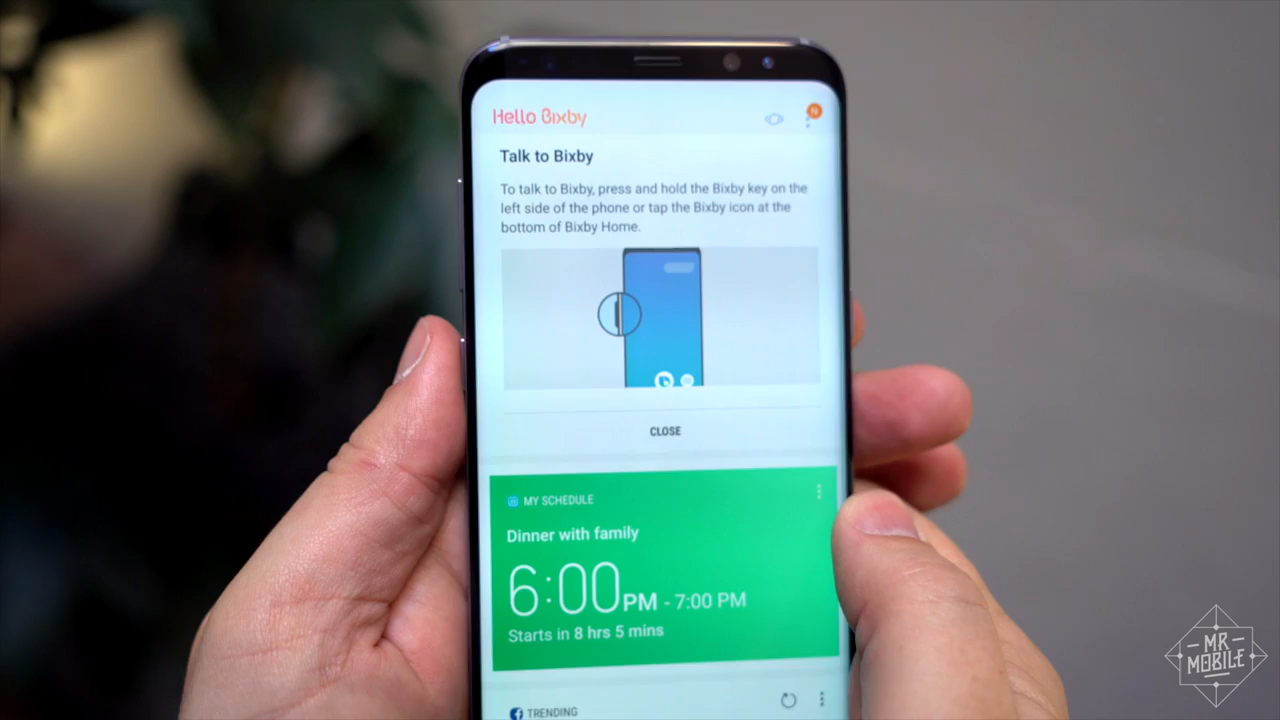 Hello Bixby
N
Talk to Bixby
To talk to Bixby, press and hold the Bixby key on the
left side of the phone or tap the Bixby icon at the
bottom of Bixby Home.
CLOSE
MY SCHEDULE
Dinner with family
6:00PM - 7:00 PM
Starts in 8 hrs 5 mins
f TRENDING
MR
MOBILE